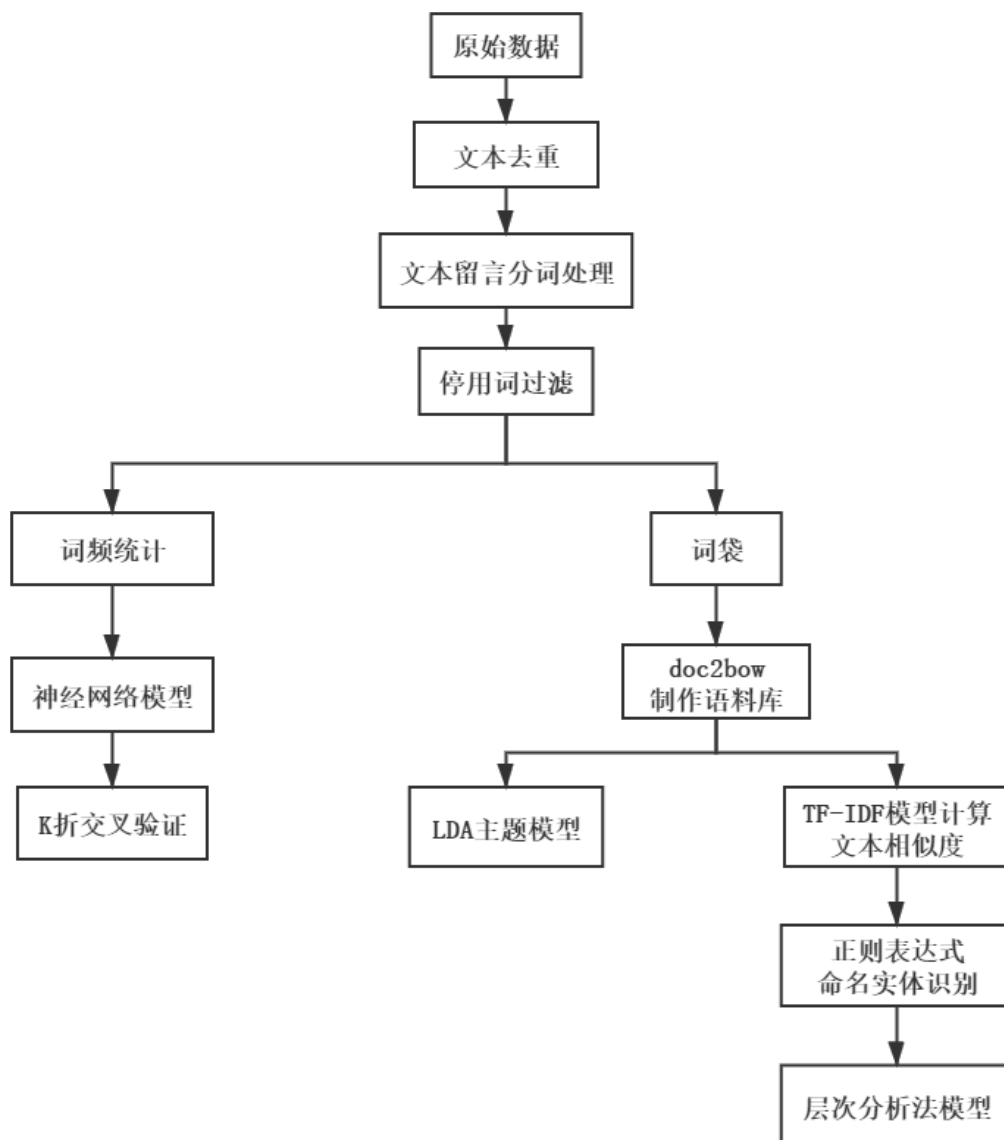 原始数据
文本去重
文本留言分词处理
停用词过滤
词频统计
词袋
神经网络模型
doc2bow
制作语料库
K折交叉验证
LDA主题模型
TF-IDF模型计算
文本相似度
正则表达式
命名实体识别
层次分析法模型